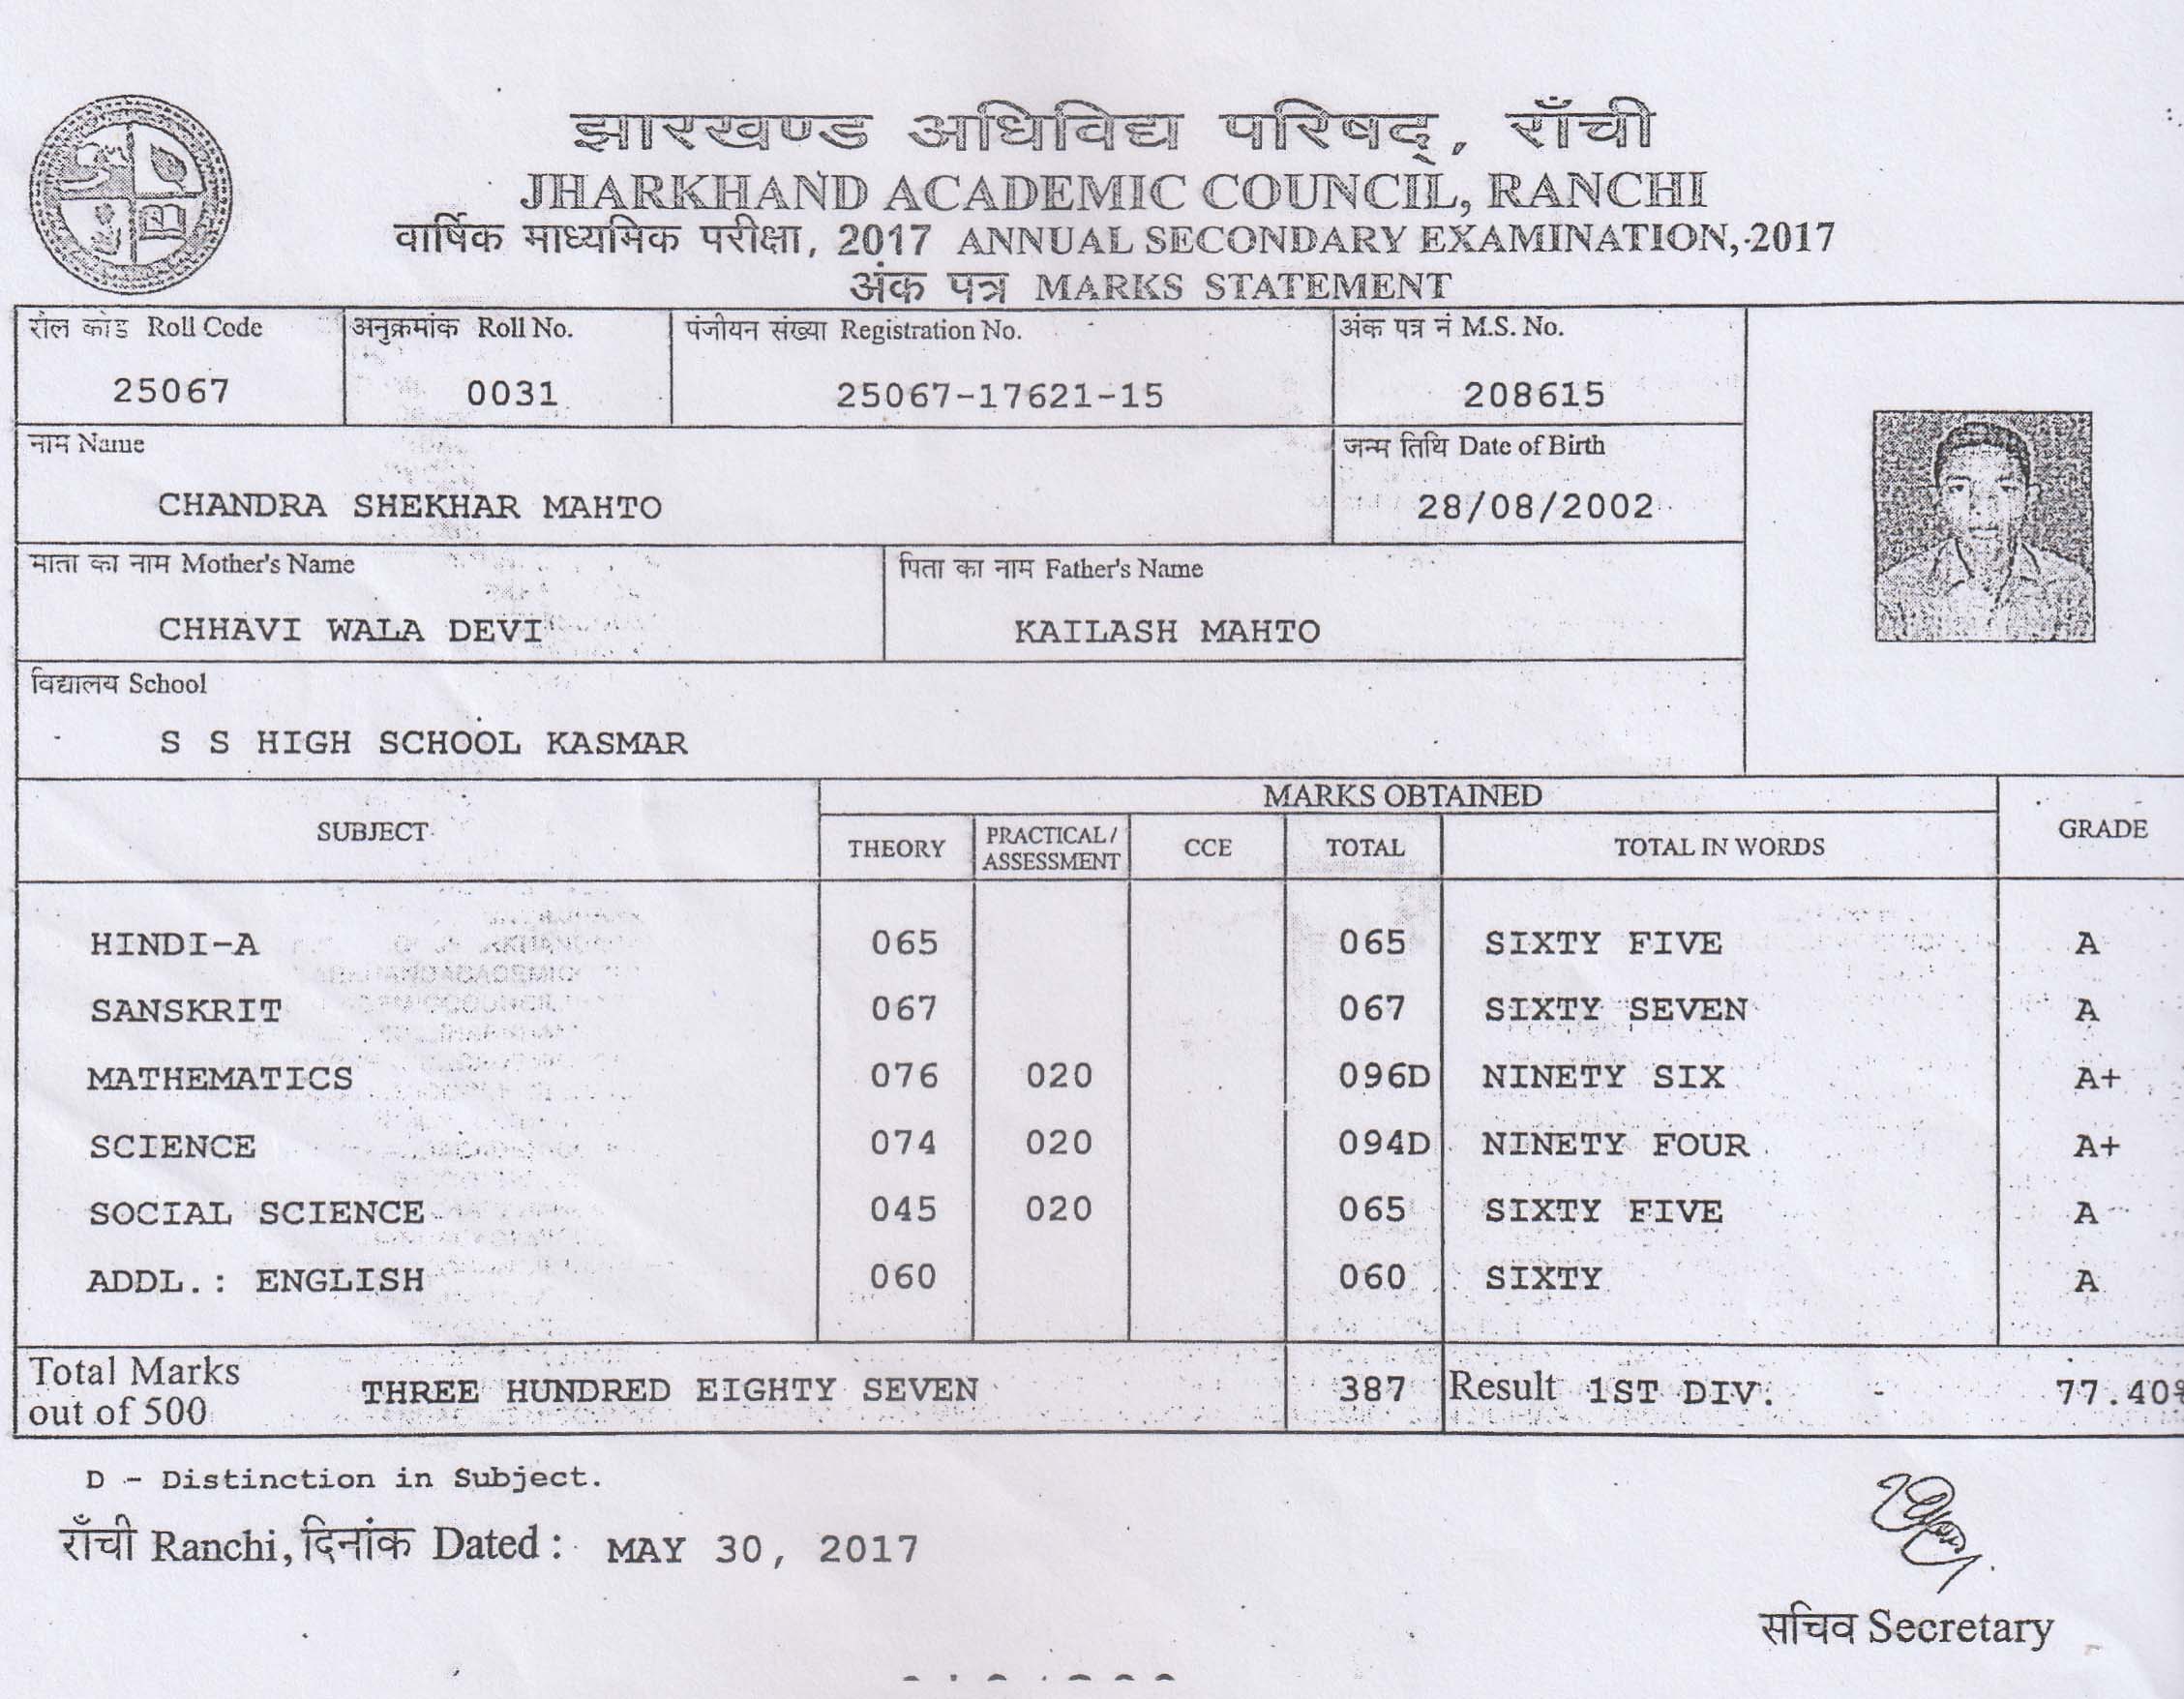 झारखण्ड अधिविद्य परिषद्, राँची
JHARKHAND ACADEMIC COUNCIL, RANCHI
वार्षिक माध्यमिक परीक्षा, 2017 ANNUAL SECONDARY EXAMINATION, 2017
अंक पत्र MARKS STATEMENT
रोल कोड Roll Code अनुक्रमांक Roll No. पंजीयन संख्या Registration No. अंक पत्र नं M.S. No.
25067 0031 25067-17621-15 208615
नाम Name जन्म तिथि Date of Birth
CHANDRA SHEKHAR MAHTO 28/08/2002
माता का नाम Mother's Name पिता का नाम Father's Name
CHHAVI WALA DEVI KAILASH MAHTO
विद्यालय School
S S HIGH SCHOOL KASMAR
MARKS OBTAINED
SUBJECT THEORY PRACTICAL / ASSESSMENT CCE TOTAL TOTAL IN WORDS GRADE
HINDI-A 065 065 SIXTY FIVE A
SANSKRIT 067 067 SIXTY SEVEN A
MATHEMATICS 076 020 096D NINETY SIX A+
SCIENCE 074 020 094D NINETY FOUR A+
SOCIAL SCIENCE 045 020 065 SIXTY FIVE A
ADDL.: ENGLISH 060 060 SIXTY A
Total Marks out of 500 THREE HUNDRED EIGHTY SEVEN 387 Result 1ST DIV. - 77.40%
D - Distinction in Subject.
राँची Ranchi, दिनांक Dated : MAY 30, 2017
सचिव Secretary